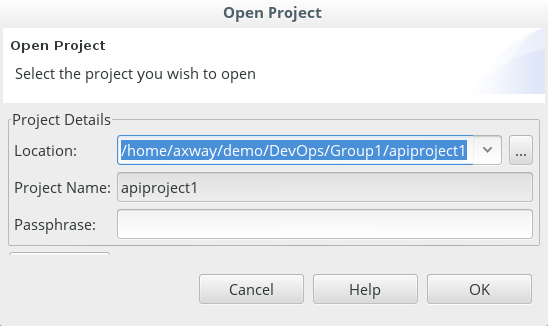 Open Project
Open Project
Select the project you wish to open
Project Details
Location: /home/axway/demo/DevOps/Group1/apiproject1 ...
Project Name: apiproject1
Passphrase:
Cancel Help OK